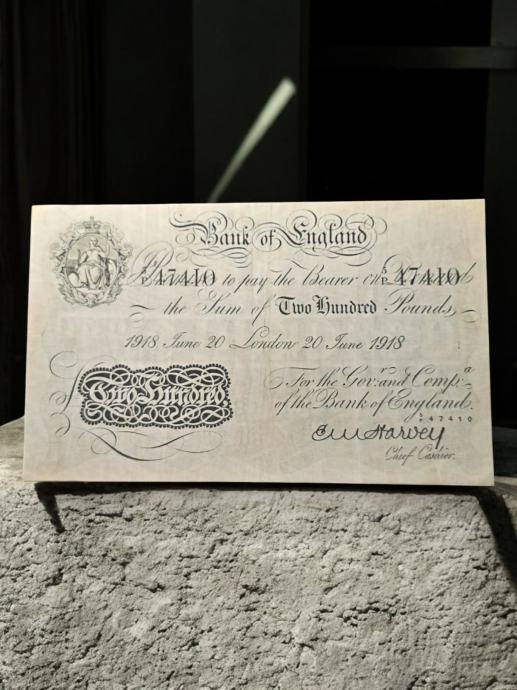 Bank of England
5/P 47410 to pay the Bearer on Demand 5/P 47410
the Sum of Two Hundred Pounds
1918 June 20 London 20 June 1918
Two Hundred
For the Gov.r and Comp.a
of the Bank of England.
47410
Chief Cashier.